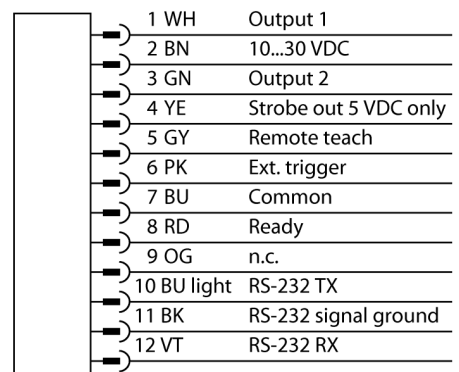 1 WH Output 1
2 BN 10...30 VDC
3 GN Output 2
4 YE Strobe out 5 VDC only
5 GY Remote teach
6 PK Ext. trigger
7 BU Common
8 RD Ready
9 OG n.c.
10 BU light RS-232 TX
11 BK RS-232 signal ground
12 VT RS-232 RX